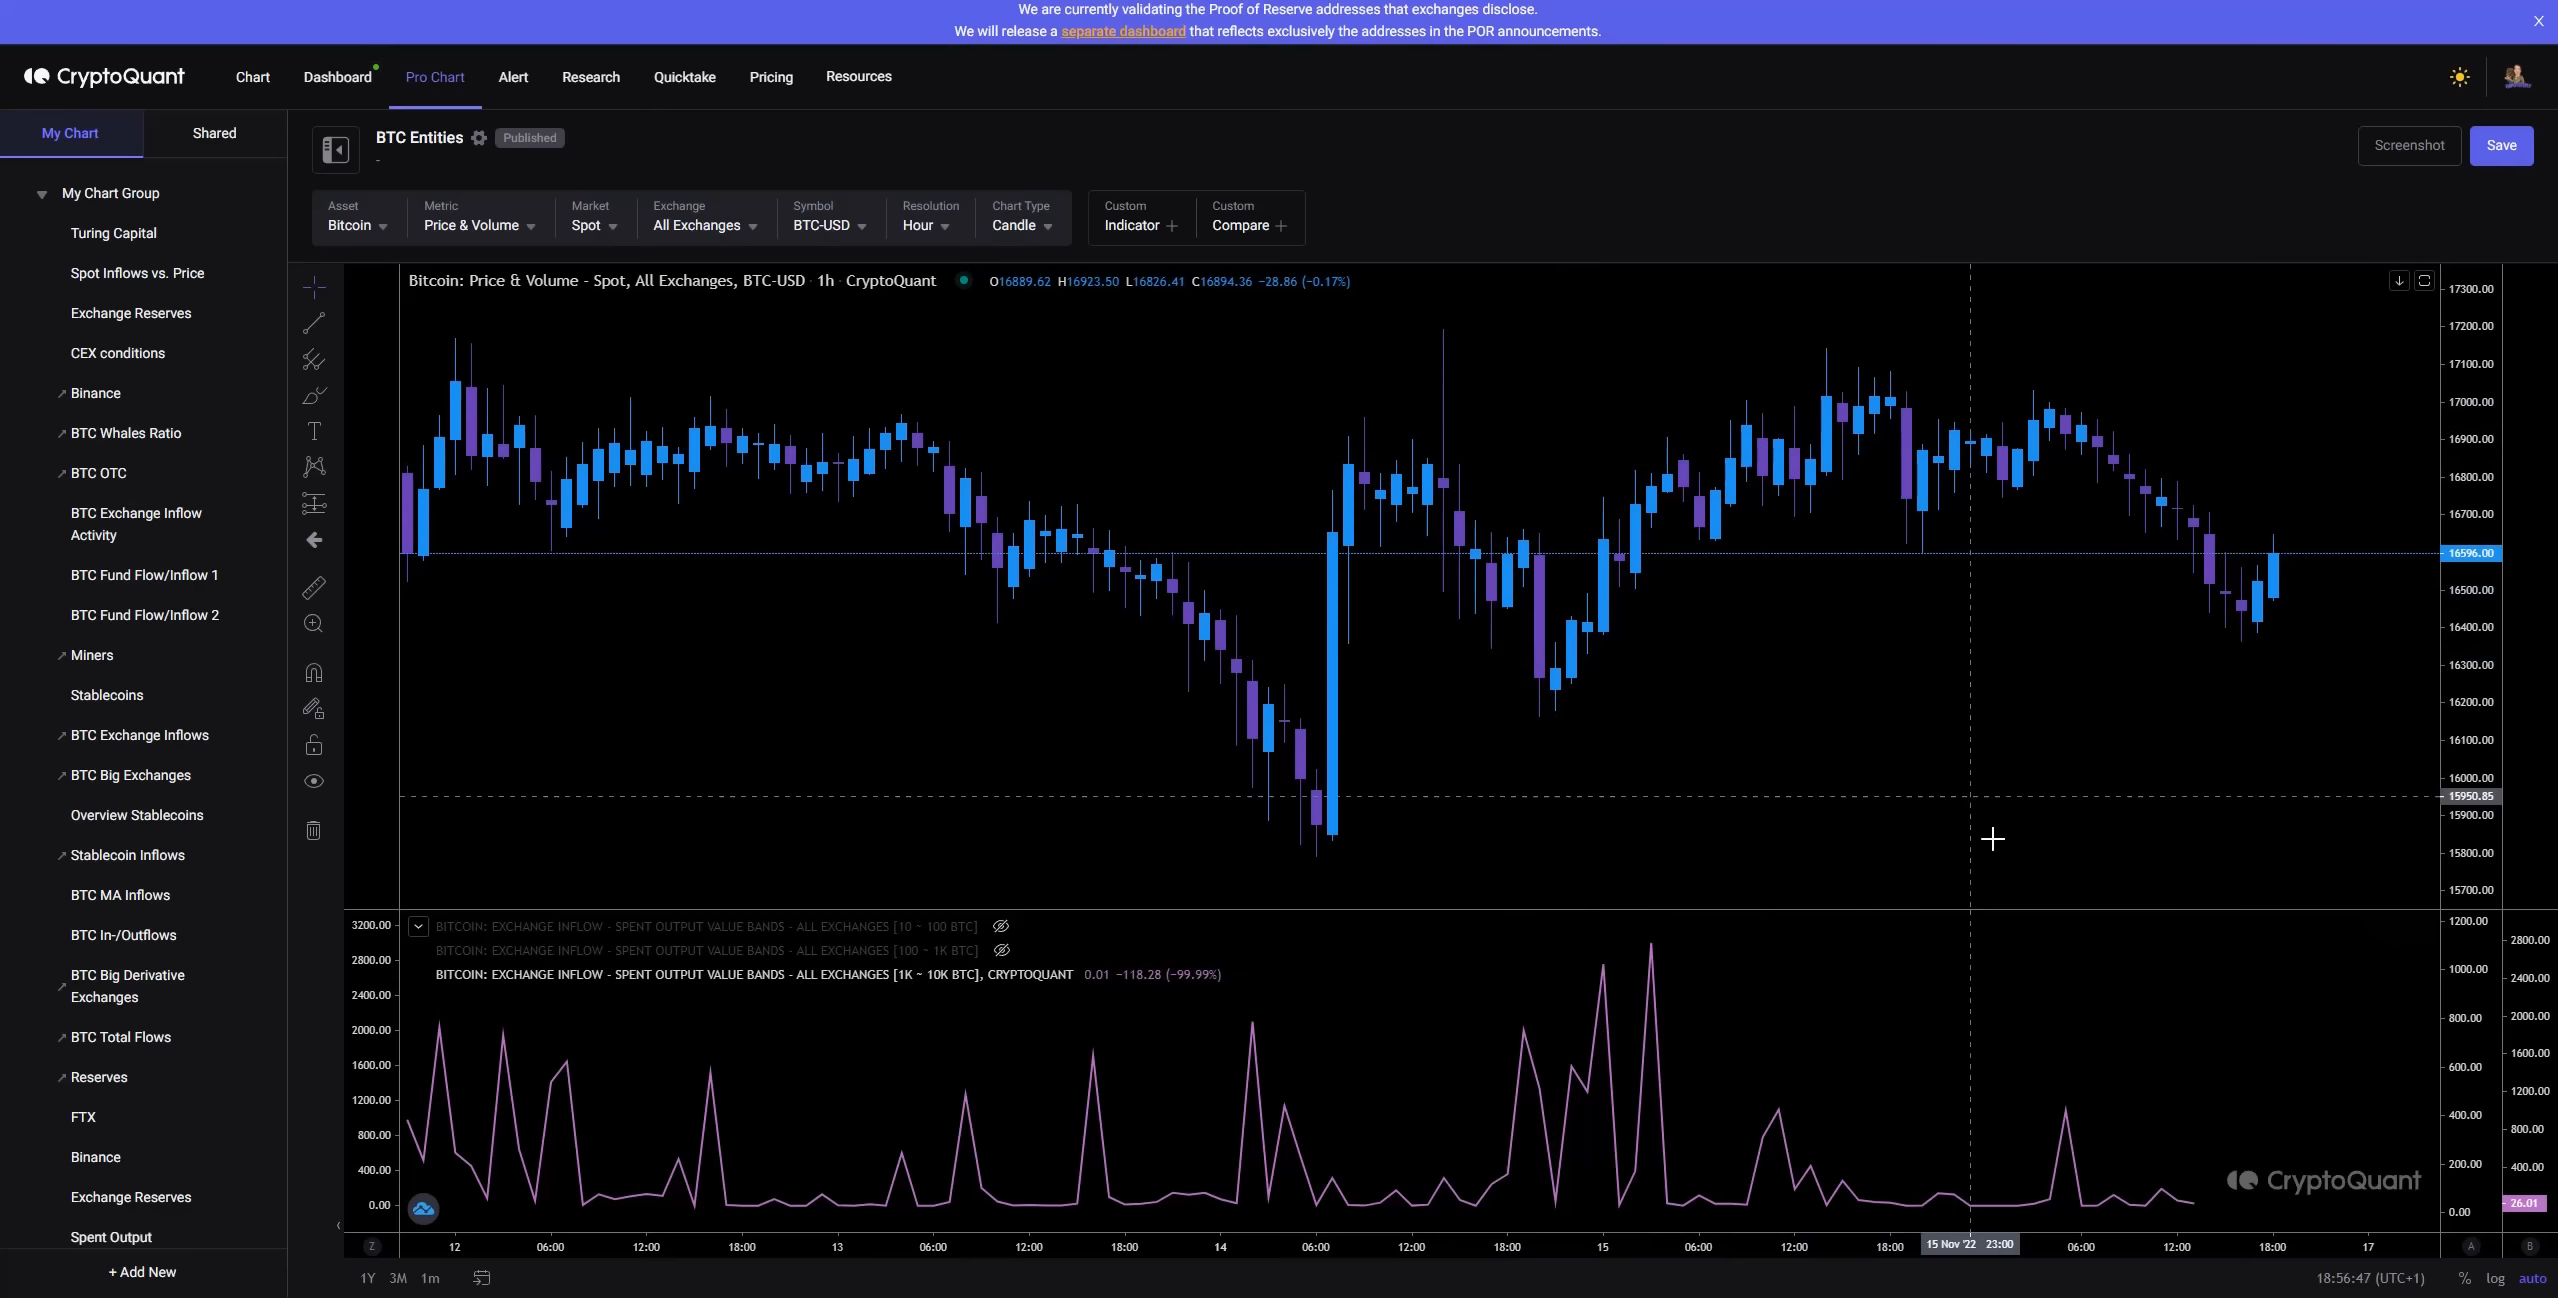 We are currently validating the Proof of Reserve addresses that exchanges disclose.
We will release a separate dashboard that reflects exclusively the addresses in the POR announcements.
X
CryptoQuant
Chart
Dashboard
Pro Chart
Alert
Research
Quicktake
Pricing
Resources
My Chart
Shared
My Chart Group
Turing Capital
Spot Inflows vs. Price
Exchange Reserves
CEX conditions
Binance
BTC Whales Ratio
BTC OTC
BTC Exchange Inflow
Activity
BTC Fund Flow/Inflow 1
BTC Fund Flow/Inflow 2
Miners
Stablecoins
BTC Exchange Inflows
BTC Big Exchanges
Overview Stablecoins
Stablecoin Inflows
BTC MA Inflows
BTC In-/Outflows
BTC Big Derivative
Exchanges
BTC Total Flows
Reserves
FTX
Binance
Exchange Reserves
Spent Output
+ Add New
BTC Entities
Published
-
Screenshot
Save
Asset
Bitcoin
Metric
Price & Volume
Market
Spot
Exchange
All Exchanges
Symbol
BTC-USD
Resolution
Hour
Chart Type
Candle
Custom
Indicator +
Custom
Compare +
Bitcoin: Price & Volume - Spot, All Exchanges, BTC-USD · 1h · CryptoQuant
O16889.62 H16923.50 L16826.41 C16894.36 −28.86 (−0.17%)
17300.00
17200.00
17100.00
17000.00
16900.00
16800.00
16700.00
16596.00
16500.00
16400.00
16300.00
16200.00
16100.00
16000.00
15950.85
15900.00
15800.00
15700.00
BITCOIN: EXCHANGE INFLOW - SPENT OUTPUT VALUE BANDS - ALL EXCHANGES [10 ~ 100 BTC]
BITCOIN: EXCHANGE INFLOW - SPENT OUTPUT VALUE BANDS - ALL EXCHANGES [100 ~ 1K BTC]
BITCOIN: EXCHANGE INFLOW - SPENT OUTPUT VALUE BANDS - ALL EXCHANGES [1K ~ 10K BTC], CRYPTOQUANT 0.01 −118.28 (−99.99%)
3200.00
2800.00
2400.00
2000.00
1600.00
1200.00
800.00
400.00
0.00
1200.00
1000.00
800.00
600.00
400.00
200.00
0.00
2800.00
2400.00
2000.00
1600.00
1200.00
800.00
400.00
26.01
CryptoQuant
Z
12
06:00
12:00
18:00
13
06:00
12:00
18:00
14
06:00
12:00
18:00
15
06:00
12:00
18:00
15 Nov '22 23:00
06:00
12:00
18:00
17
A
B
1Y
3M
1m
18:56:47 (UTC+1)
%
log
auto